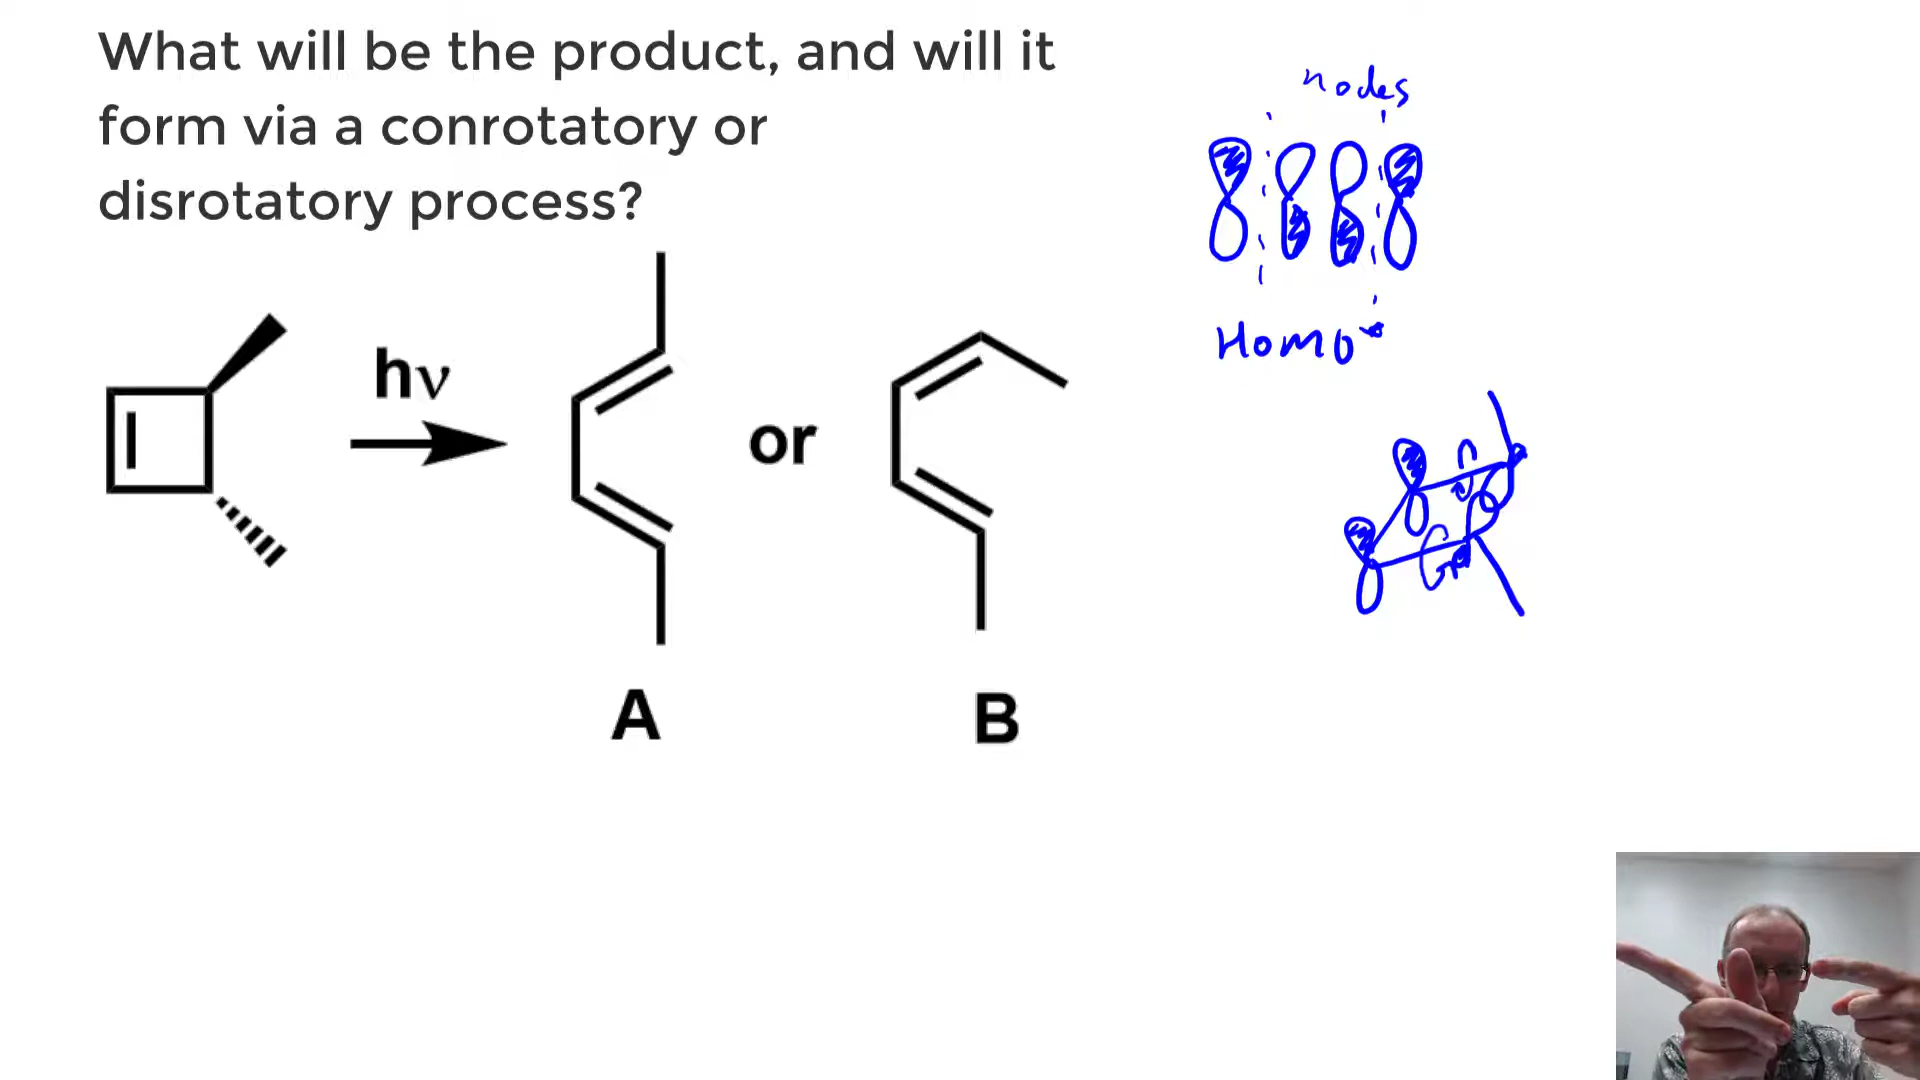 What will be the product, and will it
form via a conrotatory or
disrotatory process?
nodes
HOMO*
hν
or
A
B